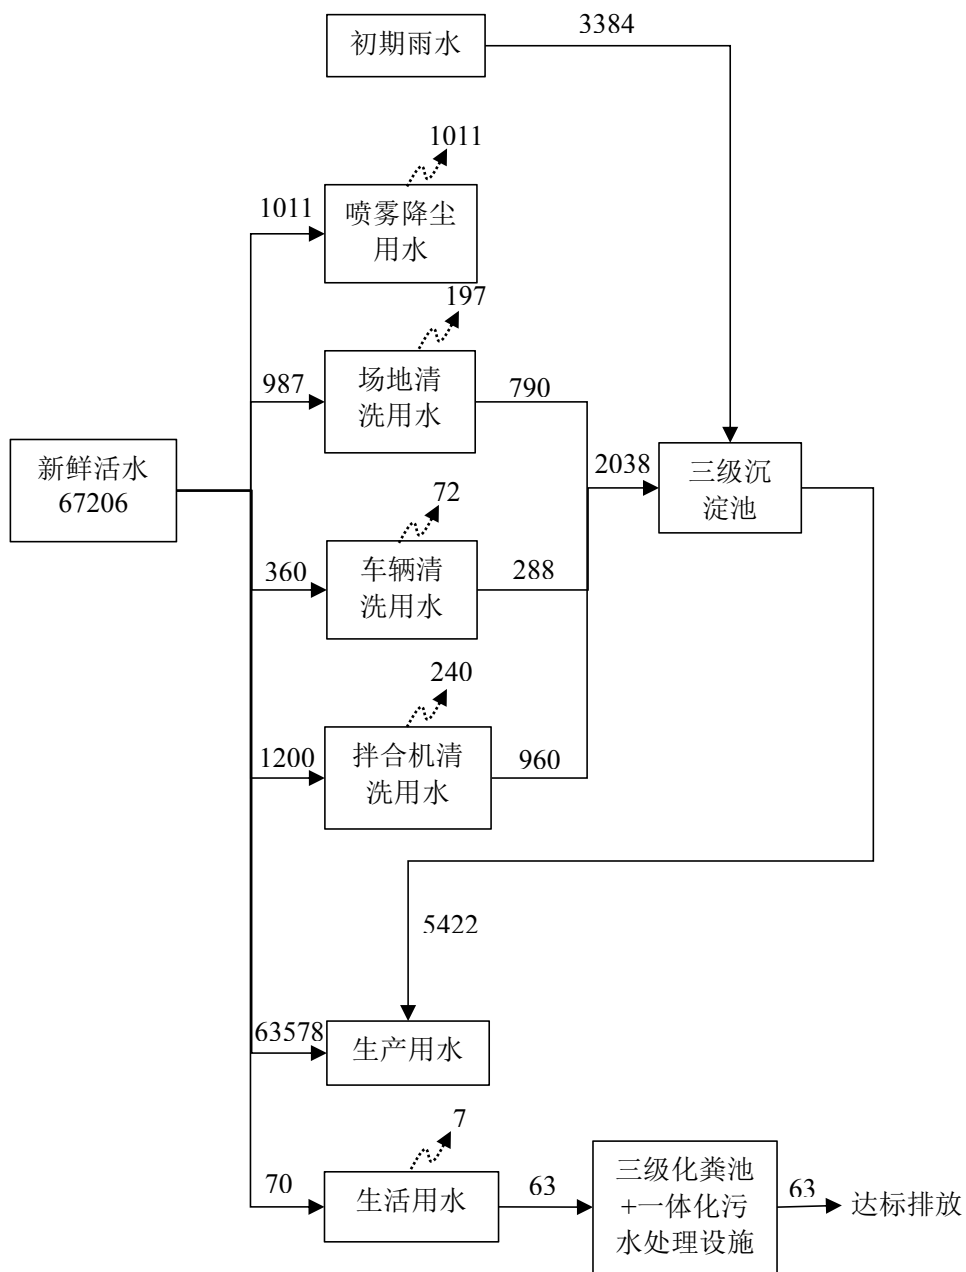 初期雨水
3384
1011
1011
喷雾降尘
用水
197
987
场地清
洗用水
790
新鲜活水
67206
2038
三级沉
淀池
72
360
车辆清
洗用水
288
240
1200
拌合机清
洗用水
960
5422
63578
生产用水
7
70
生活用水
63
三级化粪池
+一体化污
水处理设施
63
达标排放